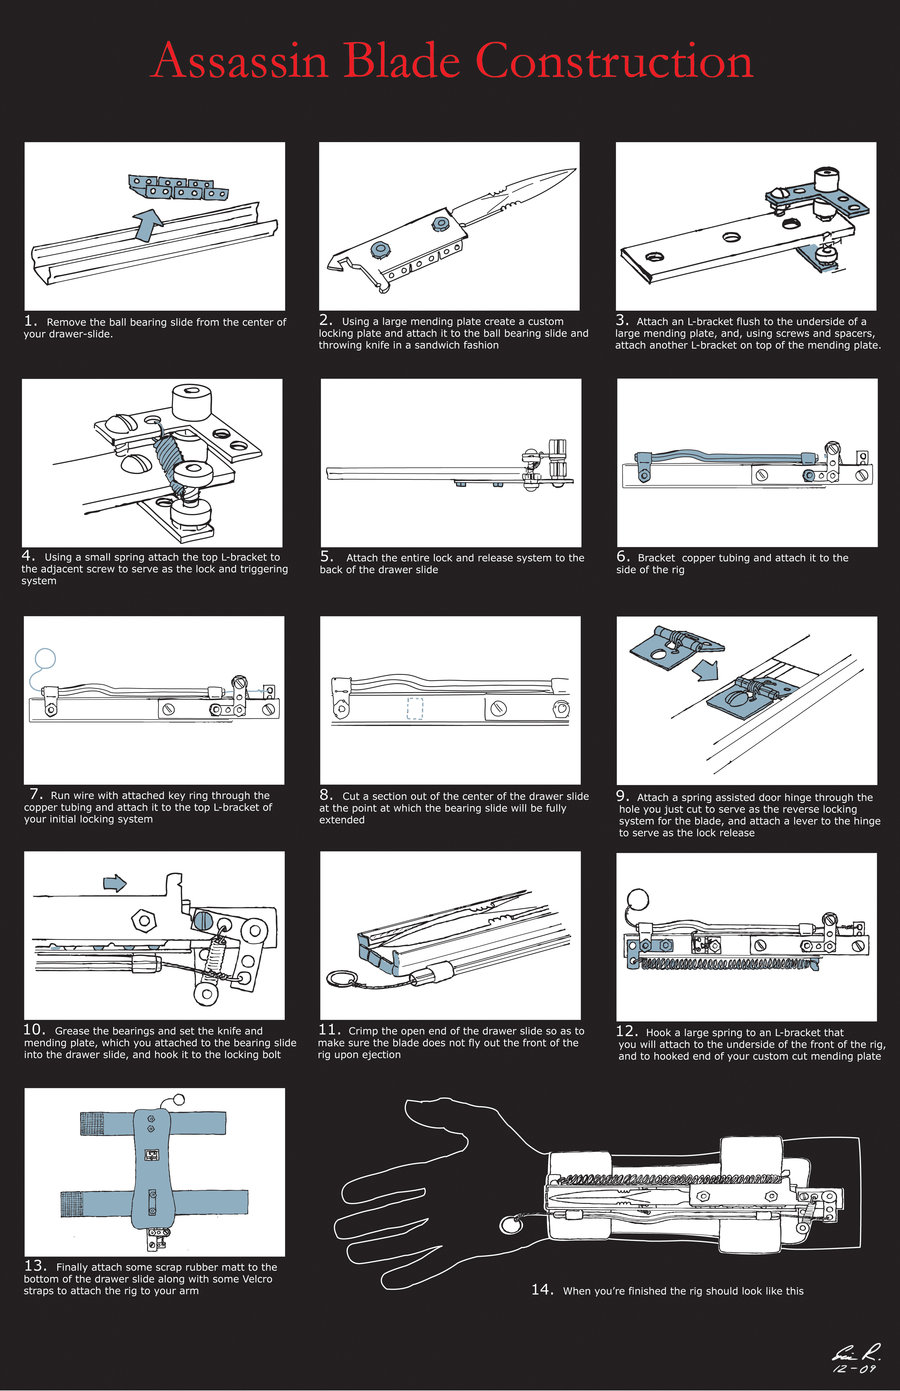 Assassin Blade Construction
1. Remove the ball bearing slide from the center of
your drawer-slide.
2. Using a large mending plate create a custom
locking plate and attach it to the ball bearing slide and
throwing knife in a sandwich fashion
3. Attach an L-bracket flush to the underside of a
large mending plate, and, using screws and spacers,
attach another L-bracket on top of the mending plate.
4. Using a small spring attach the top L-bracket to
the adjacent screw to serve as the lock and triggering
system
5. Attach the entire lock and release system to the
back of the drawer slide
6. Bracket copper tubing and attach it to the
side of the rig
7. Run wire with attached key ring through the
copper tubing and attach it to the top L-bracket of
your initial locking system
8. Cut a section out of the center of the drawer slide
at the point at which the bearing slide will be fully
extended
9. Attach a spring assisted door hinge through the
hole you just cut to serve as the reverse locking
system for the blade, and attach a lever to the hinge
to serve as the lock release
10. Grease the bearings and set the knife and
mending plate, which you attached to the bearing slide
into the drawer slide, and hook it to the locking bolt
11. Crimp the open end of the drawer slide so as to
make sure the blade does not fly out the front of the
rig upon ejection
12. Hook a large spring to an L-bracket that
you will attach to the underside of the front of the rig,
and to hooked end of your custom cut mending plate
13. Finally attach some scrap rubber matt to the
bottom of the drawer slide along with some Velcro
straps to attach the rig to your arm
14. When you're finished the rig should look like this
R.
12-09